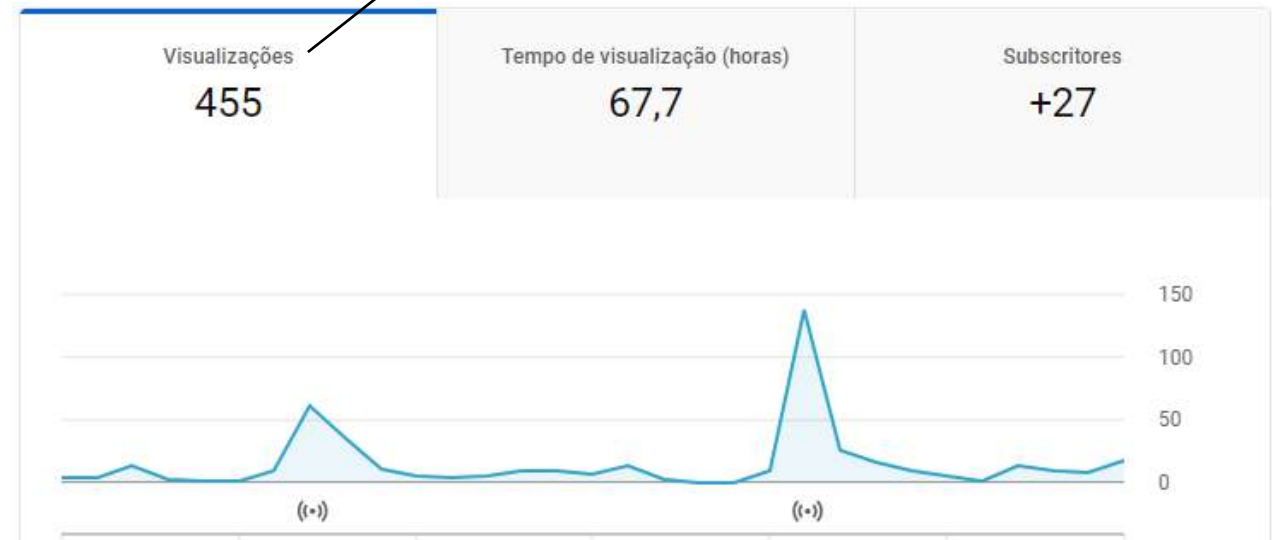 Visualizações
455
Tempo de visualização (horas)
67,7
Subscritores
+27
150
100
50
0